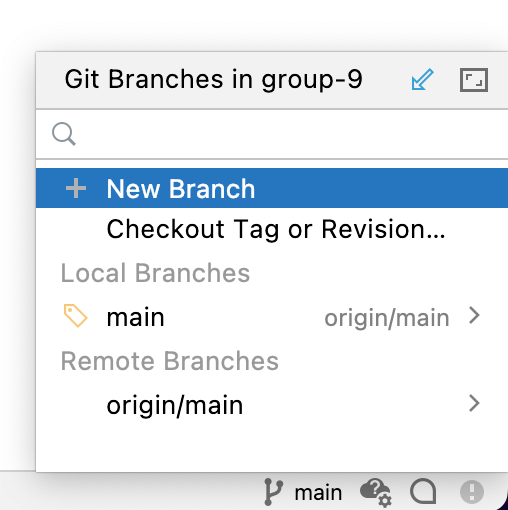 Git Branches in group-9
New Branch
Checkout Tag or Revision...
Local Branches
main origin/main
Remote Branches
origin/main
main